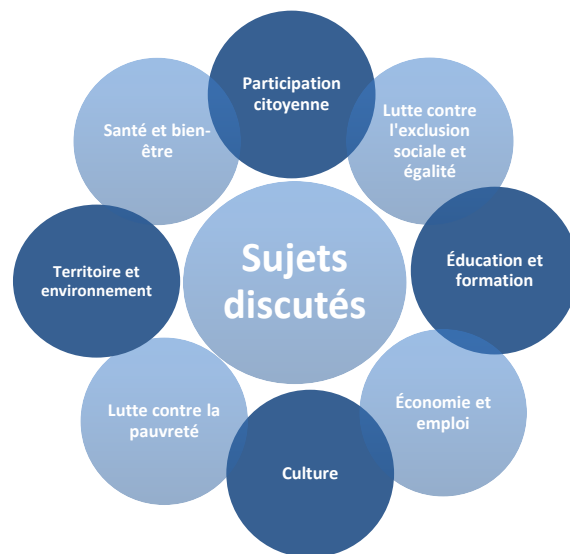 Participation
citoyenne
Lutte contre
l'exclusion
sociale et
égalité
Éducation et
formation
Économie et
emploi
Culture
Lutte contre la
pauvreté
Territoire et
environnement
Santé et bien-
être
Sujets
discutés